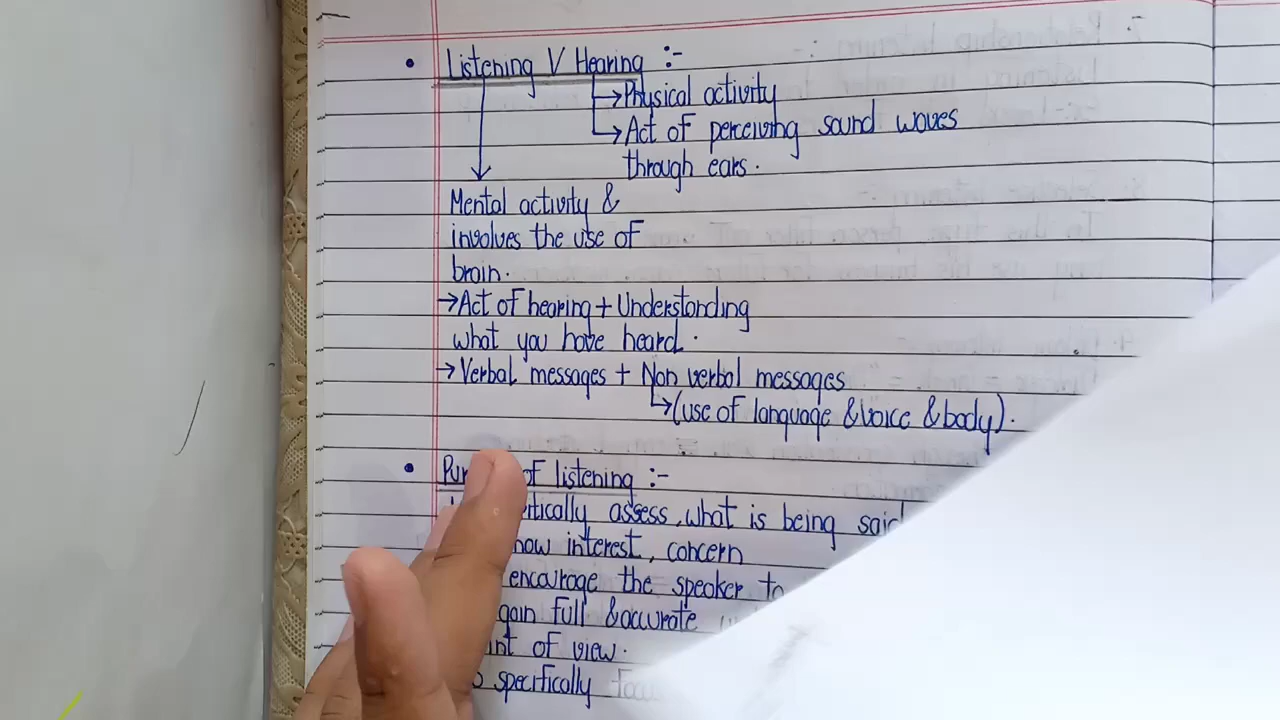 • Listening V Hearing :-
→ Physical activity
→ Act of perceiving sound waves
through ears.
Mental activity &
involves the use of
brain.
→ Act of hearing + Understanding
what you have heard.
→ Verbal messages + Non verbal messages
↳ (use of language & voice & body).
• of listening :-
assess, what is being said
interest, concern
encourage the speaker to
gain full & accurate
of view.
specifically